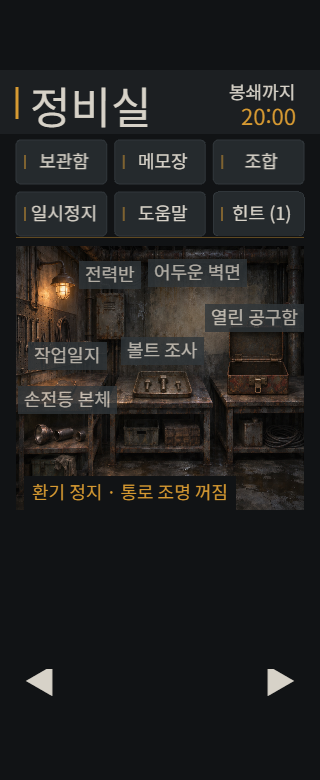 정비실
봉쇄까지
20:00
보관함
메모장
조합
일시정지
도움말
힌트 (1)
전력반
어두운 벽면
열린 공구함
작업일지
볼트 조사
손전등 본체
환기 정지 · 통로 조명 꺼짐